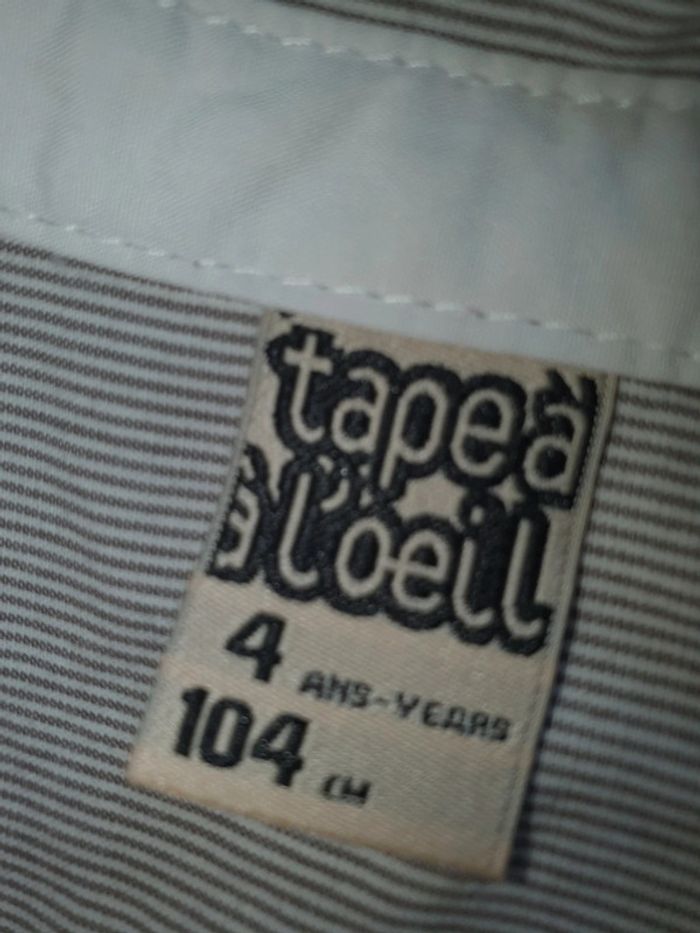 tapeà
à l'oeil
4 ANS-YEARS
104 CM